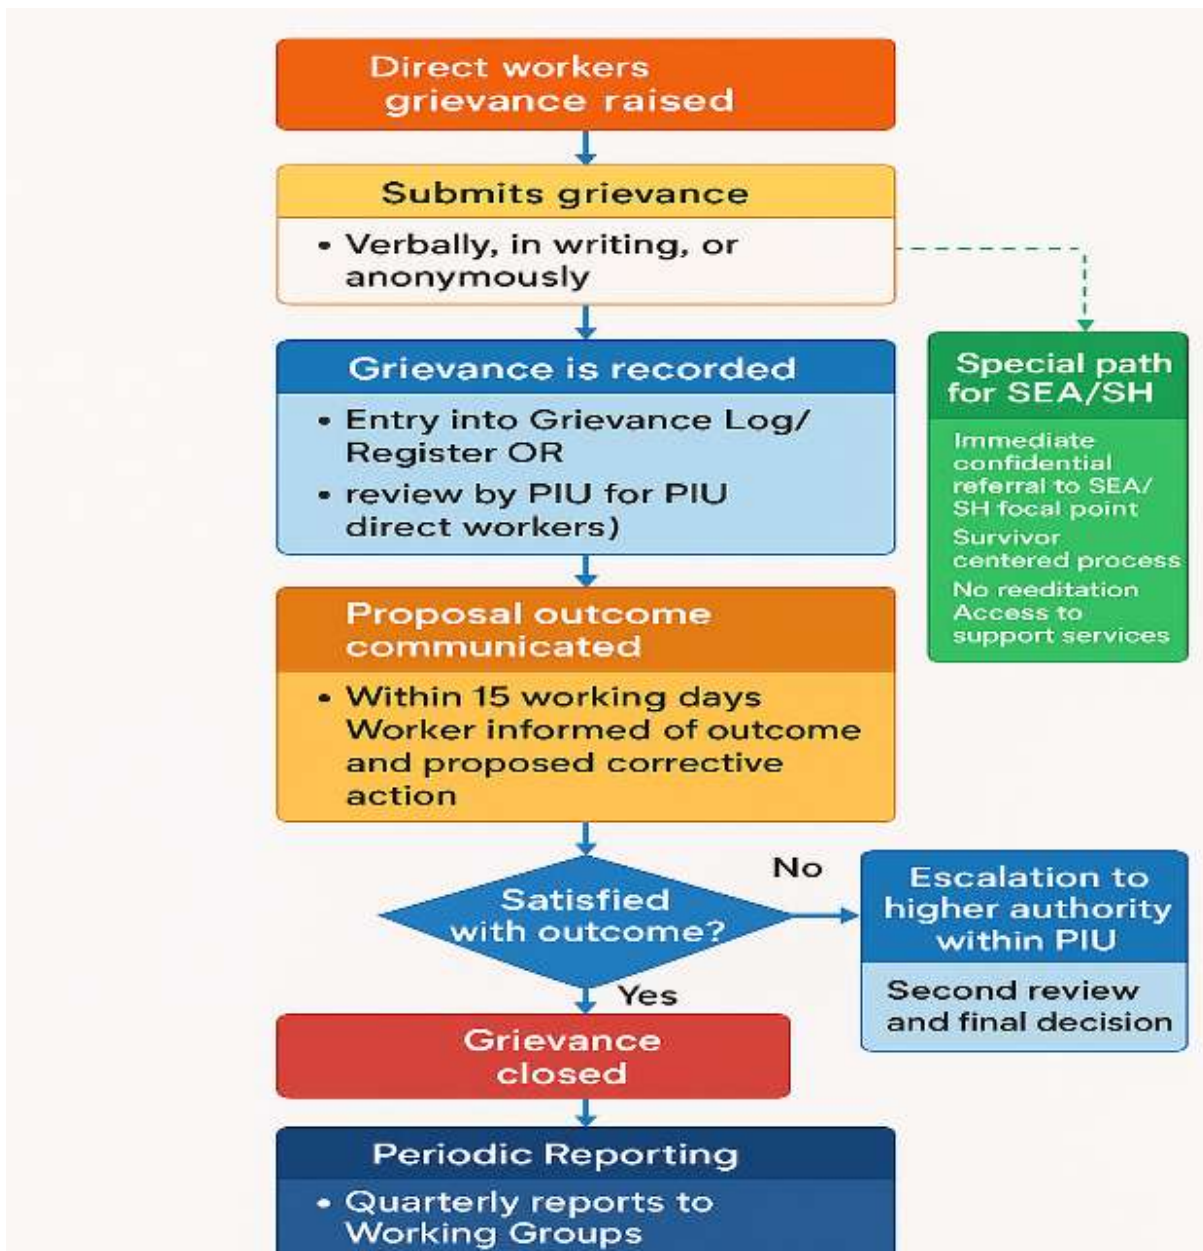 Direct workers
grievance raised
Submits grievance
• Verbally, in writing, or
anonymously
Grievance is recorded
• Entry into Grievance Log/
Register OR
• review by PIU for PIU
direct workers)
Special path
for SEA/SH
Immediate
confidential
referral to SEA/
SH focal point
Survivor
centered process
No reeditation
Access to
support services
Proposal outcome
communicated
• Within 15 working days
Worker informed of outcome
and proposed corrective
action
Satisfied
with outcome?
No
Escalation to
higher authority
within PIU
Second review
and final decision
Yes
Grievance
closed
Periodic Reporting
• Quarterly reports to
Working Groups